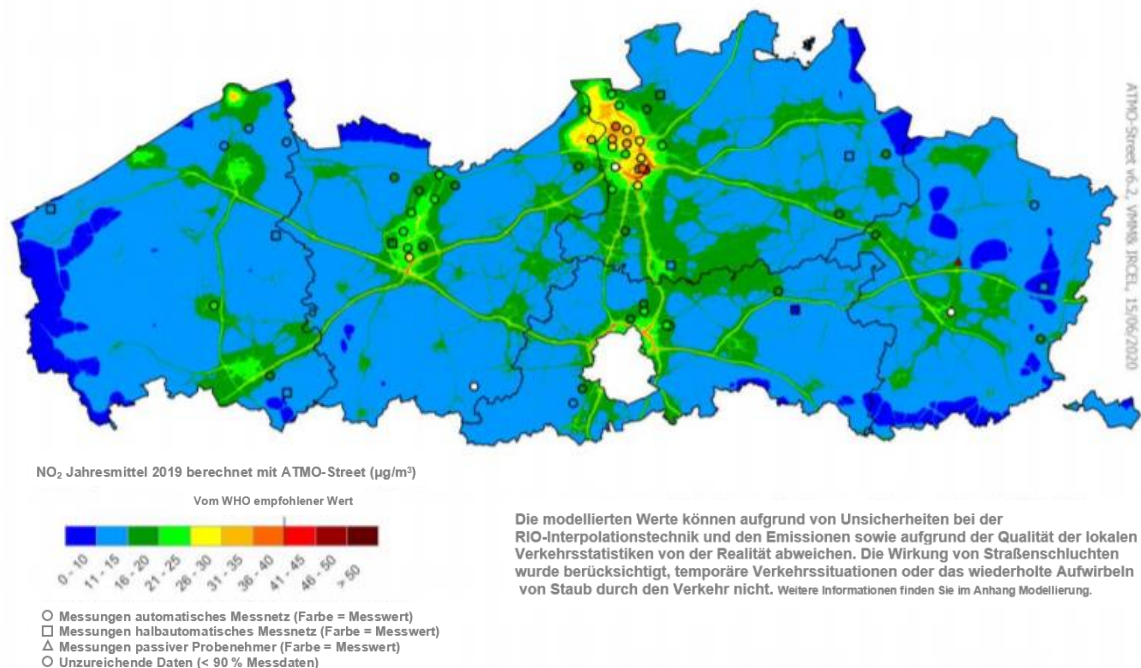 ATMO-Street v6.2, VMM& IRCEL, 15/06/2020
NO₂ Jahresmittel 2019 berechnet mit ATMO-Street (µg/m³)
Vom WHO empfohlener Wert
0 - 10
11 - 15
16 - 20
21 - 25
26 - 30
31 - 35
36 - 40
41 - 45
46 - 50
> 50
Messungen automatisches Messnetz (Farbe = Messwert)
Messungen halbautomatisches Messnetz (Farbe = Messwert)
Messungen passiver Probenehmer (Farbe = Messwert)
Unzureichende Daten (< 90 % Messdaten)
Die modellierten Werte können aufgrund von Unsicherheiten bei der
RIO-Interpolationstechnik und den Emissionen sowie aufgrund der Qualität der lokalen
Verkehrsstatistiken von der Realität abweichen. Die Wirkung von Straßenschluchten
wurde berücksichtigt, temporäre Verkehrssituationen oder das wiederholte Aufwirbeln
von Staub durch den Verkehr nicht. Weitere Informationen finden Sie im Anhang Modellierung.